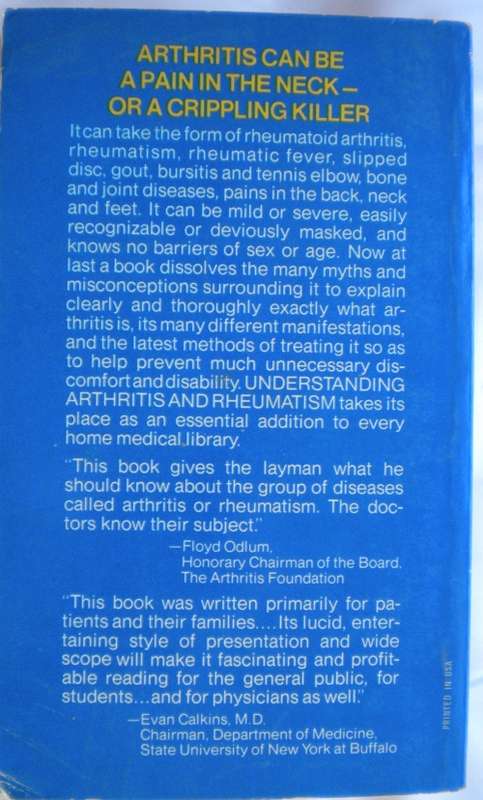 ARTHRITIS CAN BE
A PAIN IN THE NECK—
OR A CRIPPLING KILLER
It can take the form of rheumatoid arthritis,
rheumatism, rheumatic fever, slipped
disc, gout, bursitis and tennis elbow, bone
and joint diseases, pains in the back, neck
and feet. It can be mild or severe, easily
recognizable or deviously masked, and
knows no barriers of sex or age. Now at
last a book dissolves the many myths and
misconceptions surrounding it to explain
clearly and thoroughly exactly what ar-
thritis is, its many different manifestations,
and the latest methods of treating it so as
to help prevent much unnecessary dis-
comfort and disability. UNDERSTANDING
ARTHRITIS AND RHEUMATISM takes its
place as an essential addition to every
home medical library.
"This book gives the layman what he
should know about the group of diseases
called arthritis or rheumatism. The doc-
tors know their subject."
—Floyd Odlum,
Honorary Chairman of the Board,
The Arthritis Foundation
"This book was written primarily for pa-
tients and their families....Its lucid, enter-
taining style of presentation and wide
scope will make it fascinating and profit-
able reading for the general public, for
students...and for physicians as well."
—Evan Calkins, M.D.
Chairman, Department of Medicine,
State University of New York at Buffalo
PRINTED IN USA